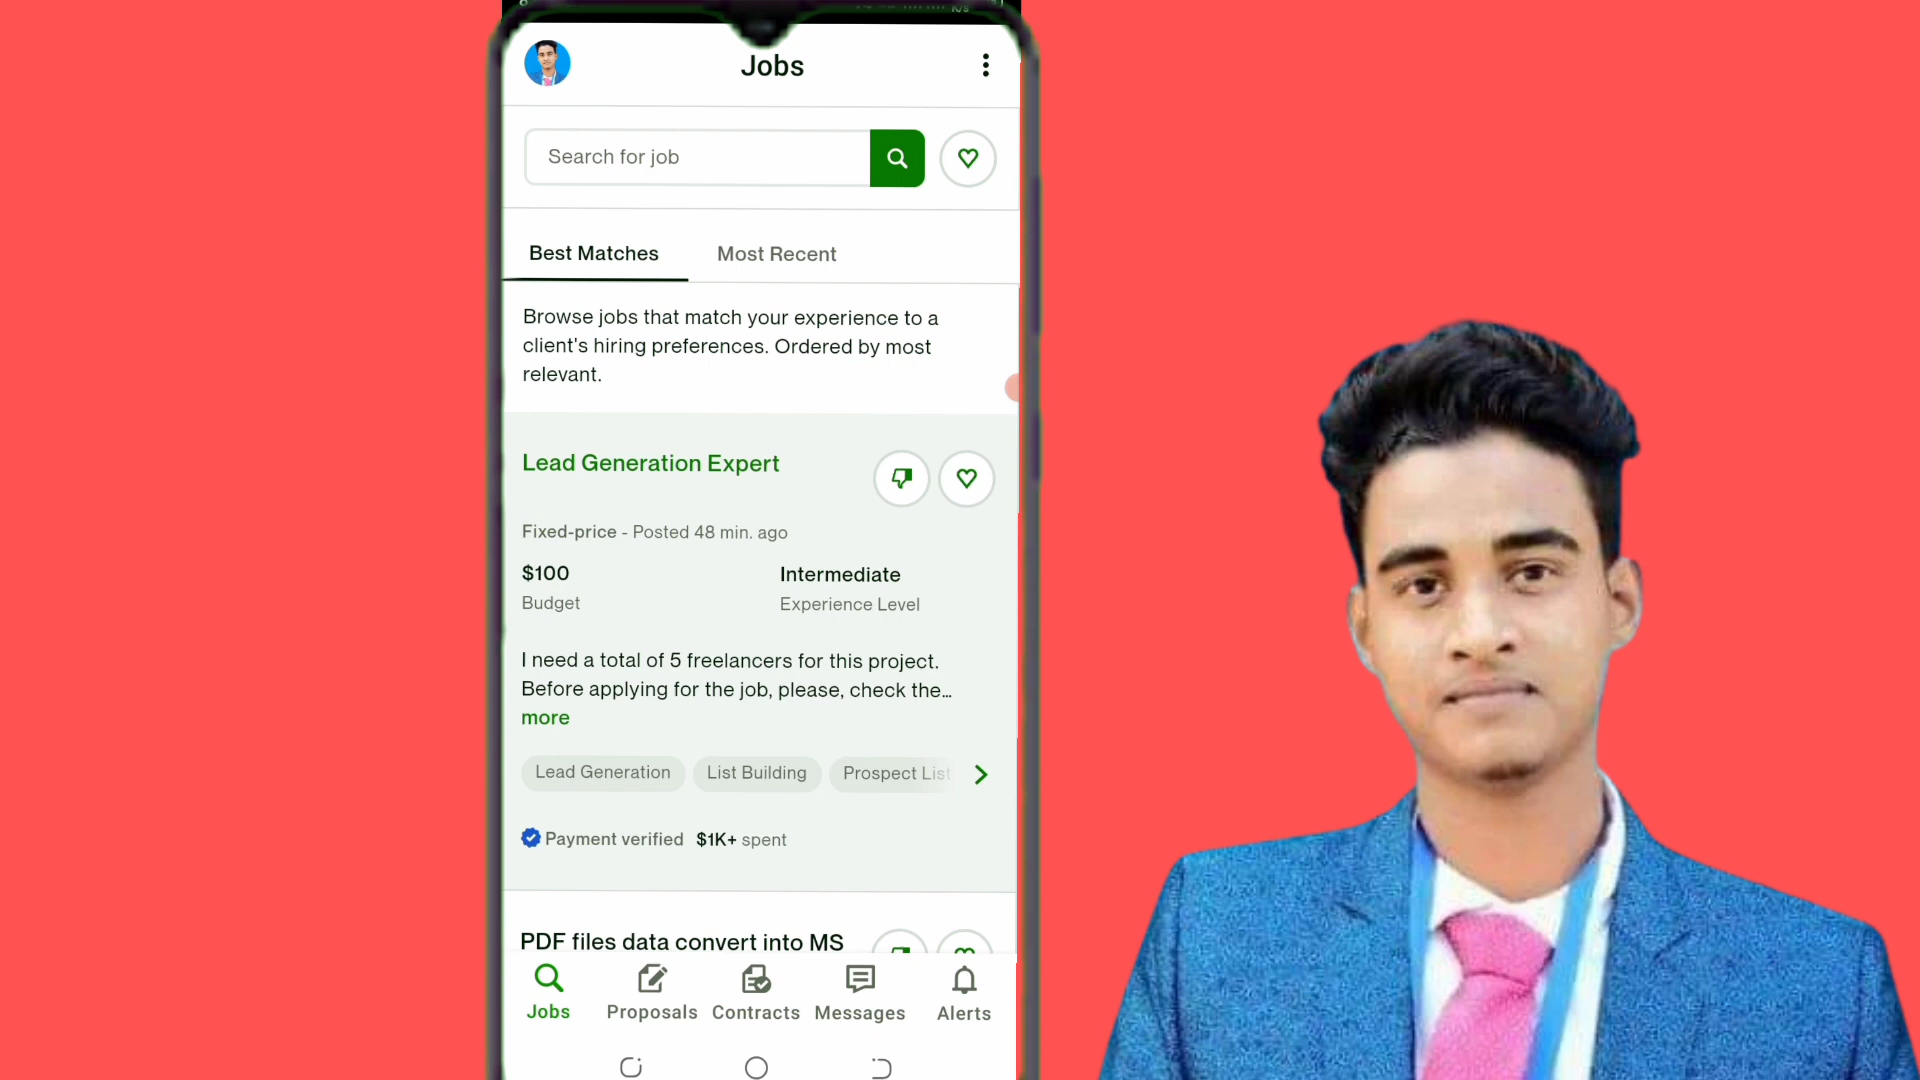 Jobs
Search for job
Best Matches
Most Recent
Browse jobs that match your experience to a
client's hiring preferences. Ordered by most
relevant.
Lead Generation Expert
Fixed-price - Posted 48 min. ago
$100
Intermediate
Budget
Experience Level
I need a total of 5 freelancers for this project.
Before applying for the job, please, check the...
more
Lead Generation
List Building
Prospect List
Payment verified $1K+ spent
PDF files data convert into MS
Jobs
Proposals
Contracts
Messages
Alerts